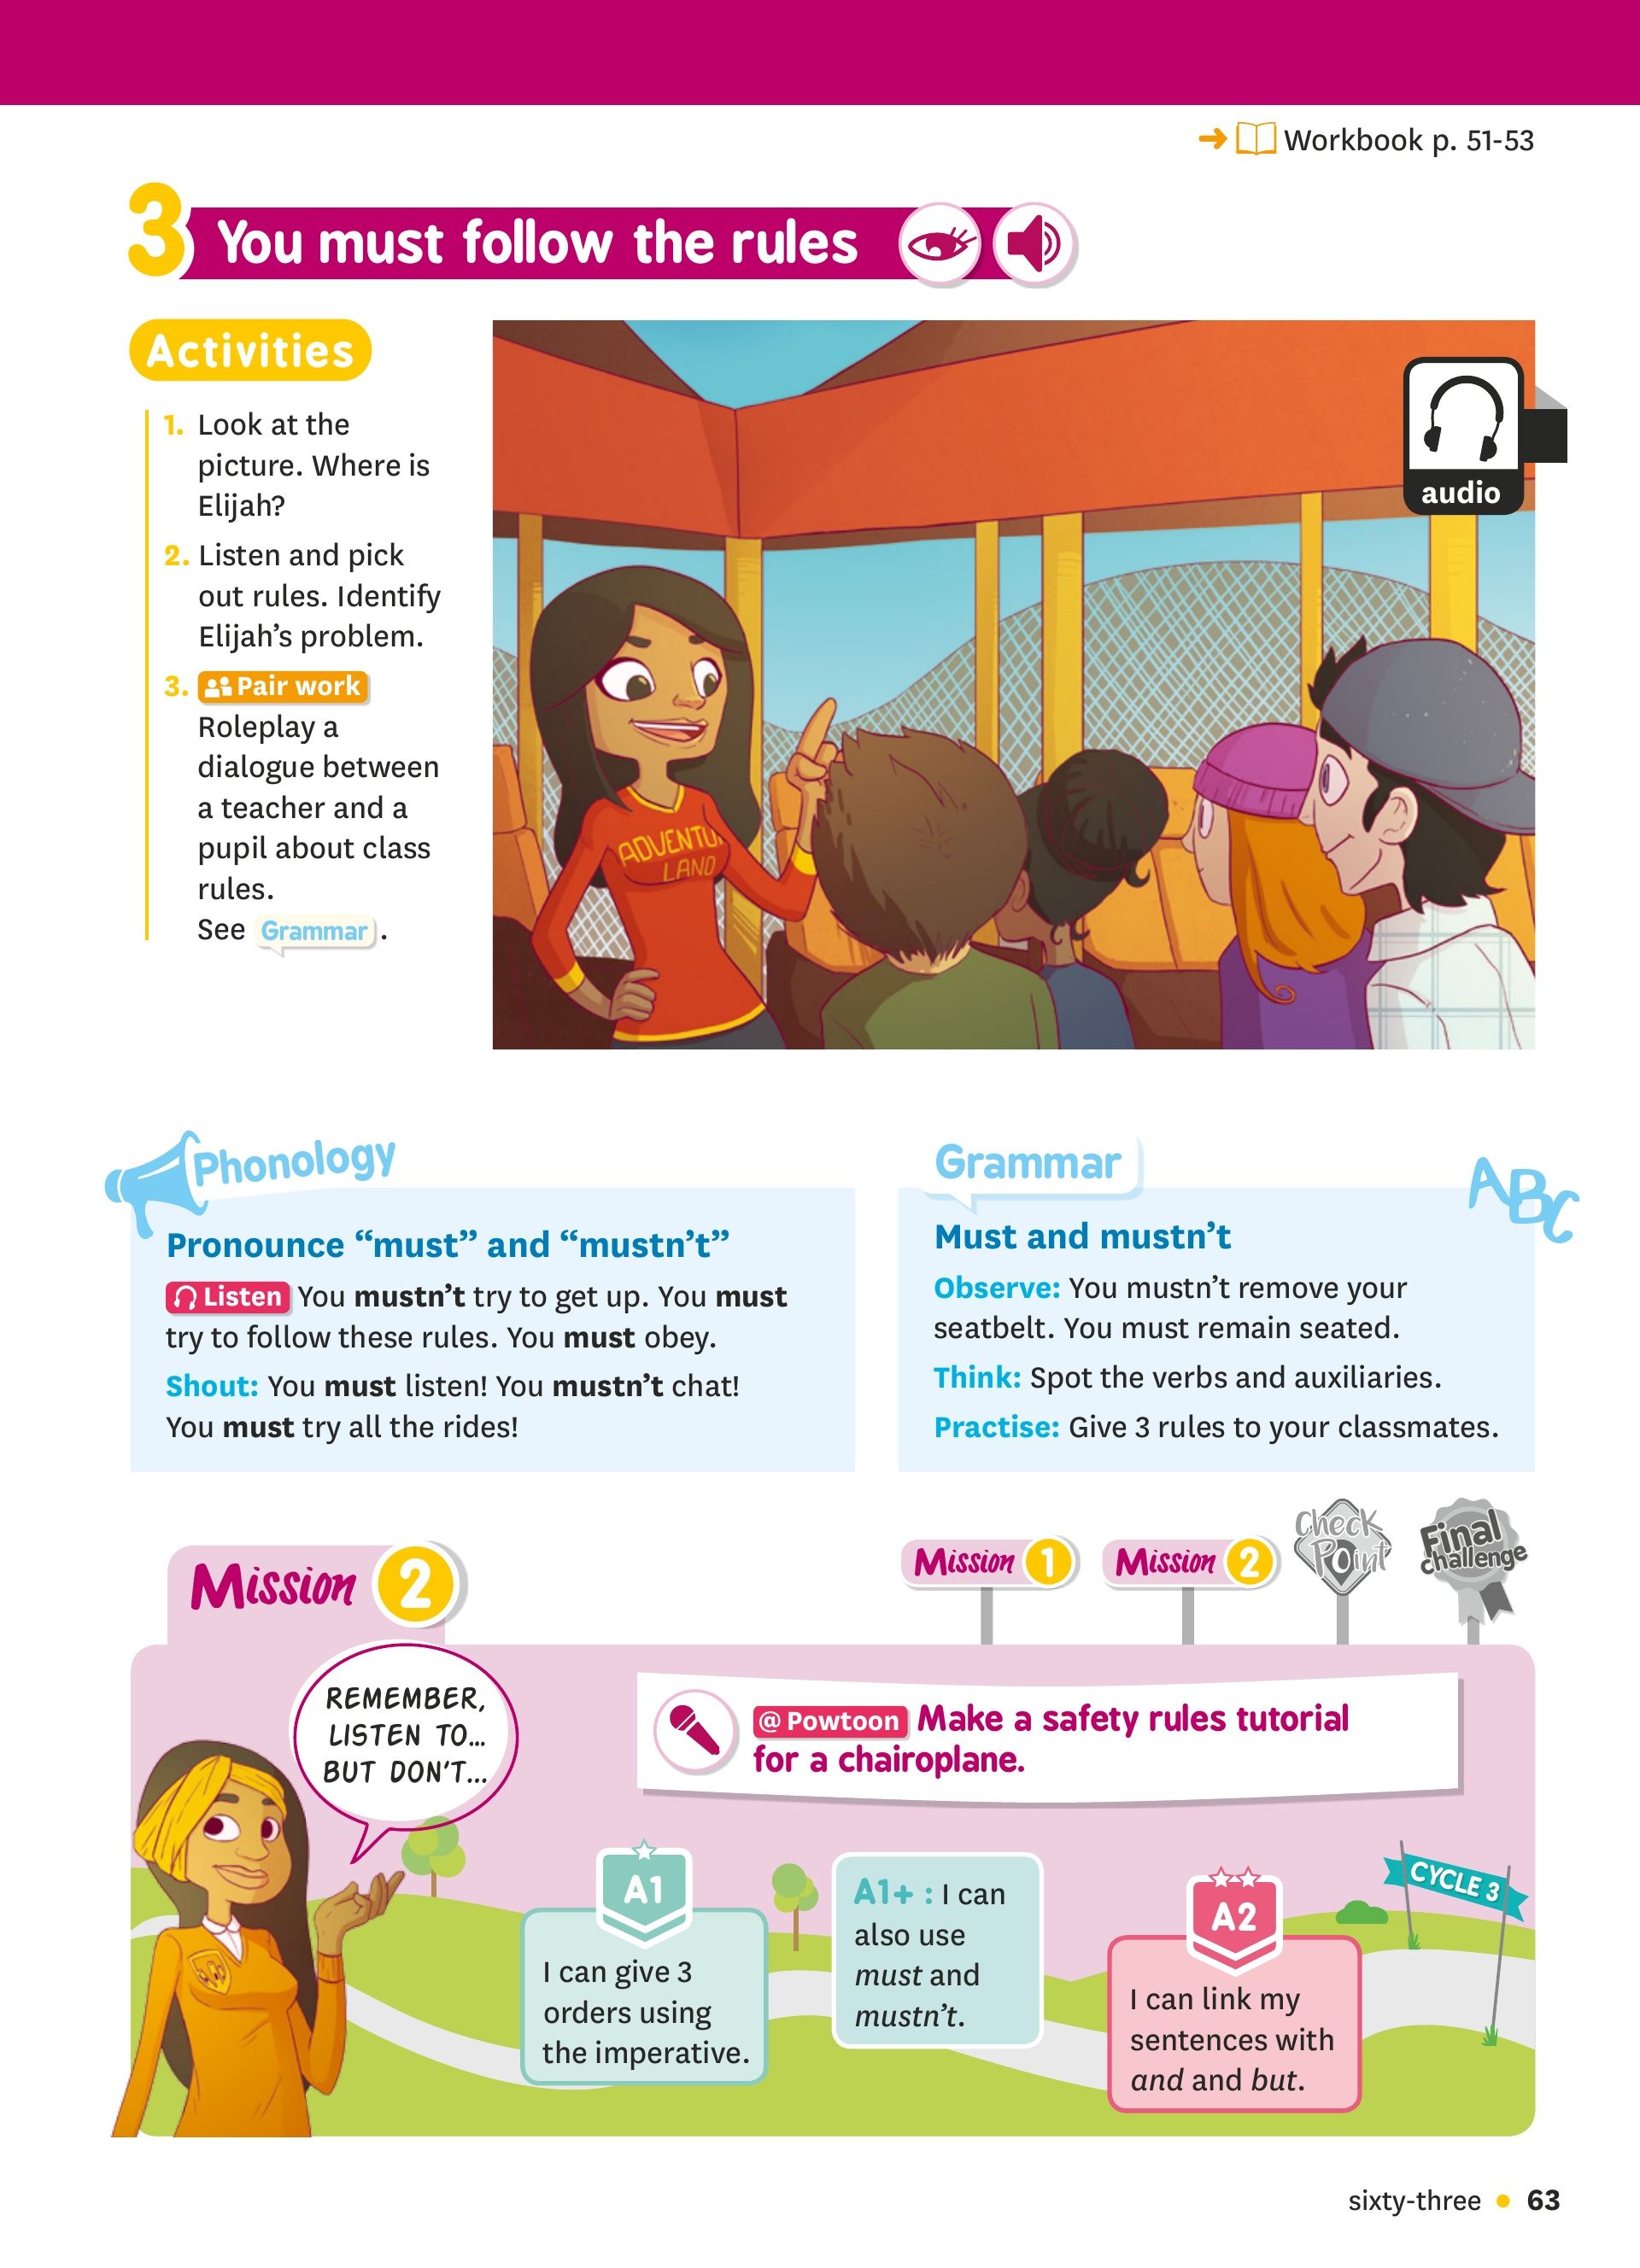 Workbook p. 51-53
3 You must follow the rules
Activities
1. Look at the
picture. Where is
Elijah?
2. Listen and pick
out rules. Identify
Elijah’s problem.
3. Pair work
Roleplay a
dialogue between
a teacher and a
pupil about class
rules.
See Grammar.
audio
ADVENTU
LAND
Phonology
Pronounce “must” and “mustn’t”
Listen You mustn’t try to get up. You must
try to follow these rules. You must obey.
Shout: You must listen! You mustn’t chat!
You must try all the rides!
Grammar
ABC
Must and mustn’t
Observe: You mustn’t remove your
seatbelt. You must remain seated.
Think: Spot the verbs and auxiliaries.
Practise: Give 3 rules to your classmates.
Mission 2
Mission 1
Mission 2
Check
Point
Final
challenge
REMEMBER,
LISTEN TO...
BUT DON’T...
@ Powtoon Make a safety rules tutorial
for a chairoplane.
A1
I can give 3
orders using
the imperative.
A1+ : I can
also use
must and
mustn’t.
A2
I can link my
sentences with
and and but.
CYCLE 3
sixty-three • 63